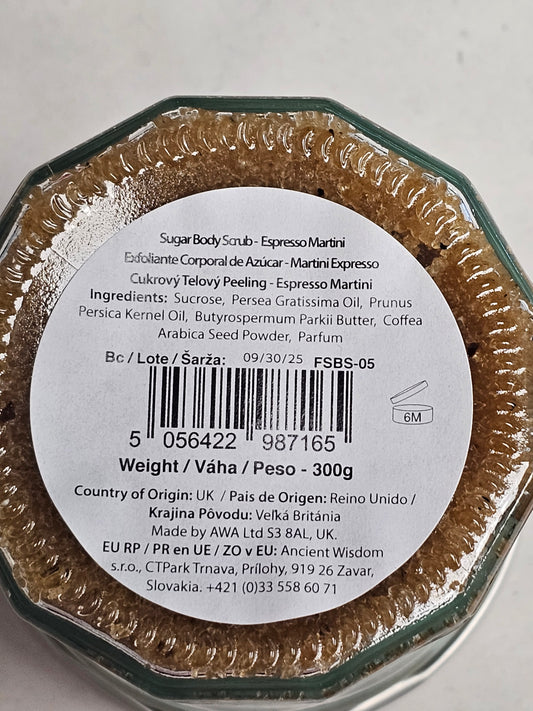 Sugar Body Scrub - Espresso Martini
Exfoliante Corporal de Azúcar - Martini Expresso
Cukrový Telový Peeling - Espresso Martini
Ingredients: Sucrose, Persea Gratissima Oil, Prunus
Persica Kernel Oil, Butyrospermum Parkii Butter, Coffea
Arabica Seed Powder, Parfum
Bc / Lote / Šarža: 09/30/25 FSBS-05
6M
5 056422 987165
Weight / Váha / Peso - 300g
Country of Origin: UK / Pais de Origen: Reino Unido /
Krajina Pôvodu: Veľká Británia
Made by AWA Ltd S3 8AL, UK.
EU RP / PR en UE / ZO v EU: Ancient Wisdom
s.r.o., CTPark Trnava, Prílohy, 919 26 Zavar,
Slovakia. +421 (0)33 558 60 71